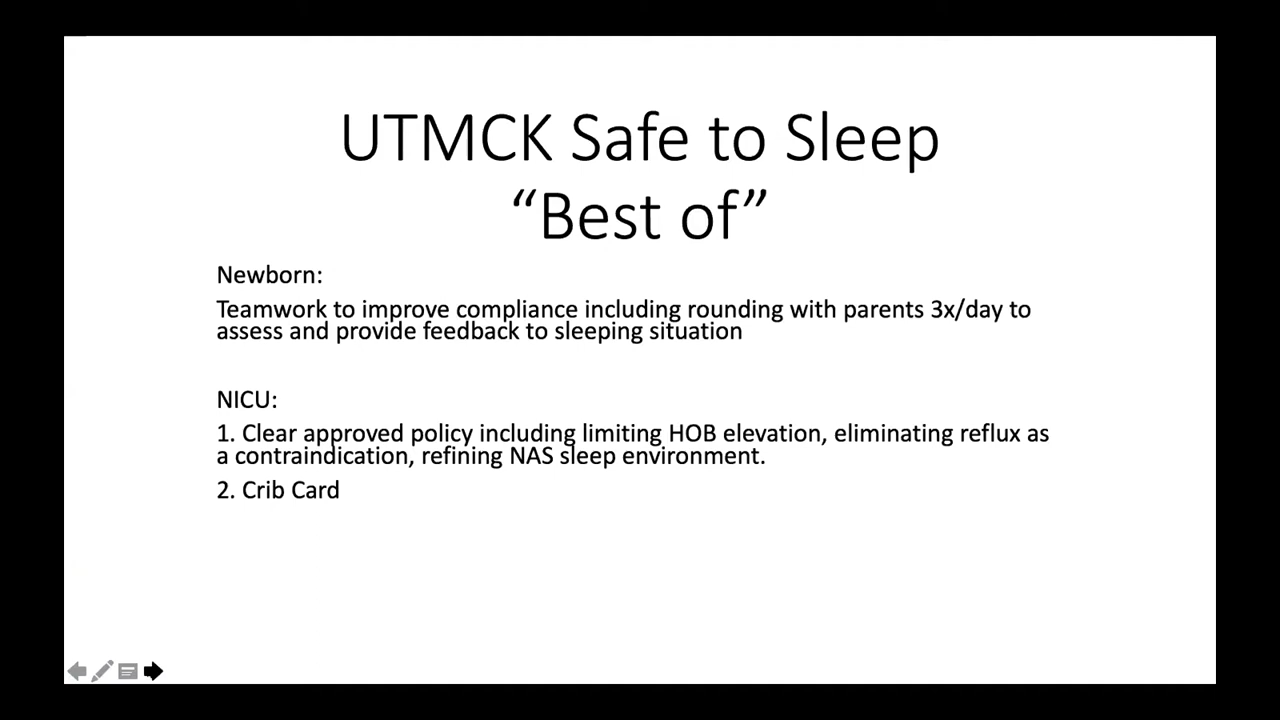 UTMCK Safe to Sleep
“Best of”
Newborn:
Teamwork to improve compliance including rounding with parents 3x/day to
assess and provide feedback to sleeping situation
NICU:
1. Clear approved policy including limiting HOB elevation, eliminating reflux as
a contraindication, refining NAS sleep environment.
2. Crib Card